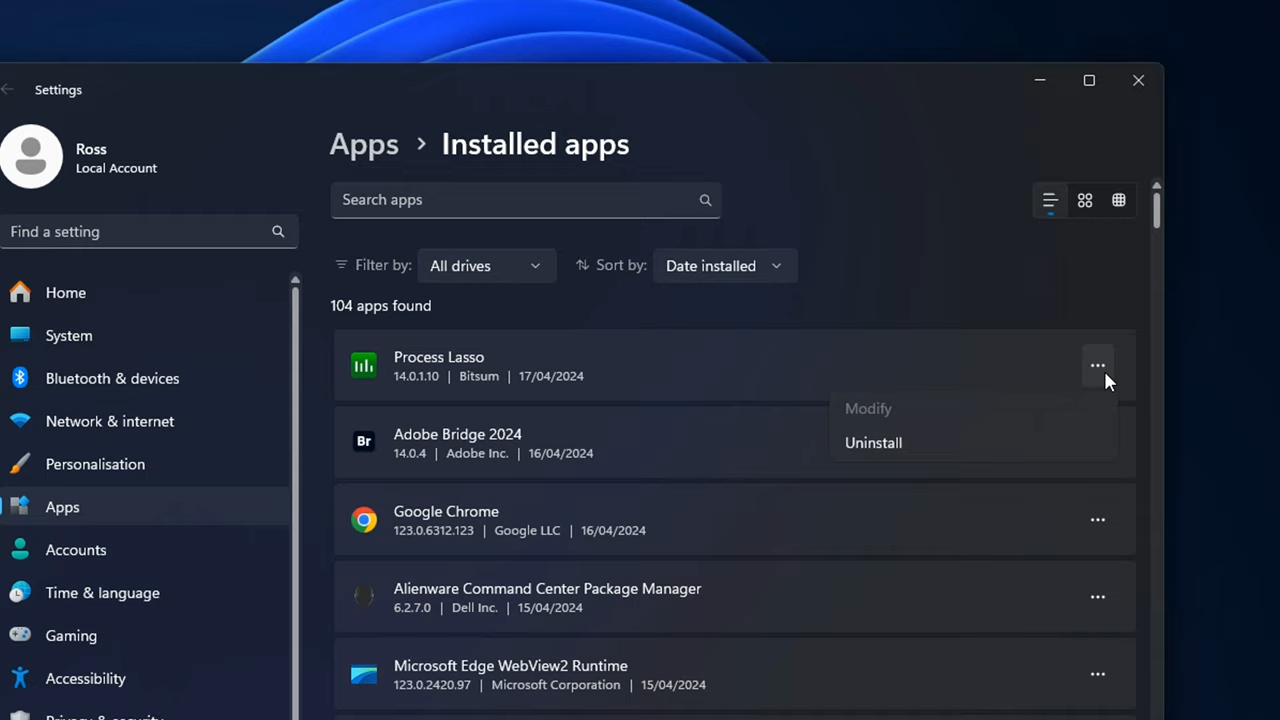 Settings
Ross
Local Account
Find a setting
Home
System
Bluetooth & devices
Network & internet
Personalisation
Apps
Accounts
Time & language
Gaming
Accessibility
Privacy & security
Apps > Installed apps
Search apps
Filter by: All drives Sort by: Date installed
104 apps found
Process Lasso
14.0.1.10 | Bitsum | 17/04/2024
Modify
Uninstall
Br
Adobe Bridge 2024
14.0.4 | Adobe Inc. | 16/04/2024
Google Chrome
123.0.6312.123 | Google LLC | 16/04/2024
Alienware Command Center Package Manager
6.2.7.0 | Dell Inc. | 15/04/2024
Microsoft Edge WebView2 Runtime
123.0.2420.97 | Microsoft Corporation | 15/04/2024